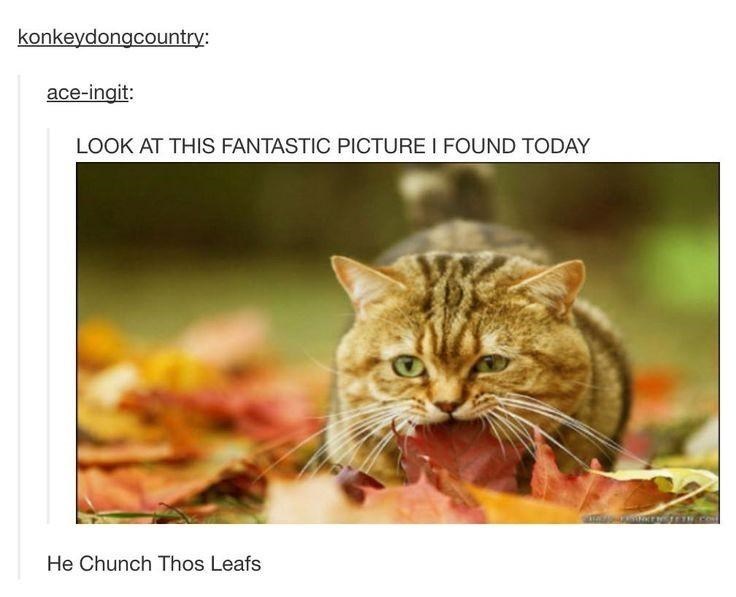 konkeydongcountry:
ace-ingit:
LOOK AT THIS FANTASTIC PICTURE I FOUND TODAY
He Chunch Thos Leafs